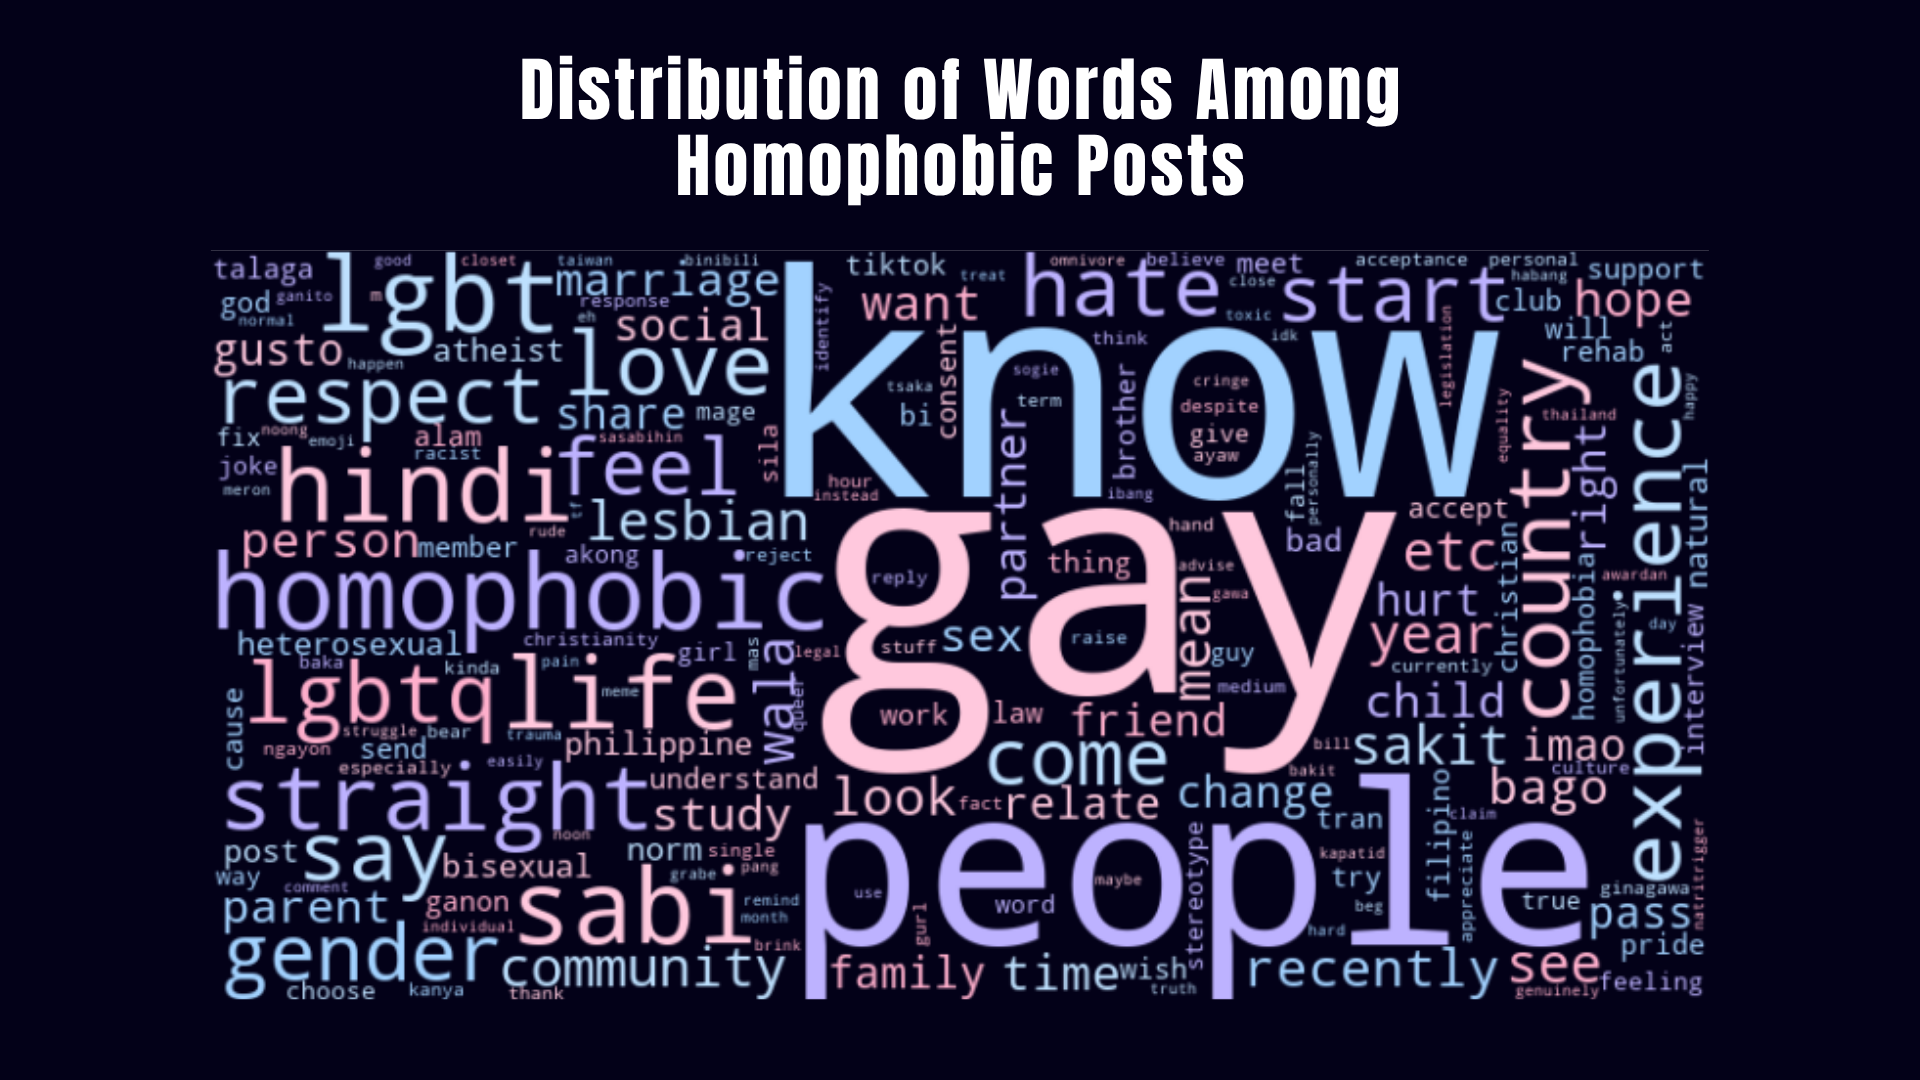 Distribution of Words Among
Homophobic Posts
talaga
good
closet
taiwan
binibili
tiktok
treat
omnivore
believe
meet
acceptance
personal
habang
support
god
ganito
normal
m
lgbt
marriage
response
eh
social
identify
want
hate
close
toxic
start
club
hope
gusto
happen
atheist
love
know
consent
think
idk
legislation
will
rehab
act
respect
share
mage
tsaka
bi
sogie
term
brother
cringe
despite
give
ayaw
equality
country
thailand
happy
fix
noong
emoji
alam
racist
sasabihin
sila
joke
meron
hindi
feel
hour
instead
partner
ibang
fall
personally
right
experience
natural
tf
rude
lesbian
person
member
akong
reject
gay
hand
bad
accept
etc
christian
homophobic
reply
thing
advise
gawa
hurt
homophobia
awardan
unfortunately
day
interview
heterosexual
christianity
girl
mas
wala
legal
stuff
sex
raise
mean
guy
year
currently
baka
kinda
pain
meme
queer
medium
child
cause
lgbtq
life
work
law
friend
struggle
bear
trauma
ngayon
send
philippine
come
bill
sakit
imao
especially
easily
understand
bakit
culture
straight
study
look
fact
relate
change
bago
noon
tran
filipino
claim
post
say
bisexual
norm
single
people
stereotype
kapatid
appreciate
natritrigger
way
comment
grabe
pang
use
maybe
try
ginagawa
parent
ganon
sabi
remind
gurl
word
beg
true
pass
individual
month
hard
pride
gender
community
brink
family
time
wish
recently
see
feeling
choose
kanya
thank
truth
genuinely